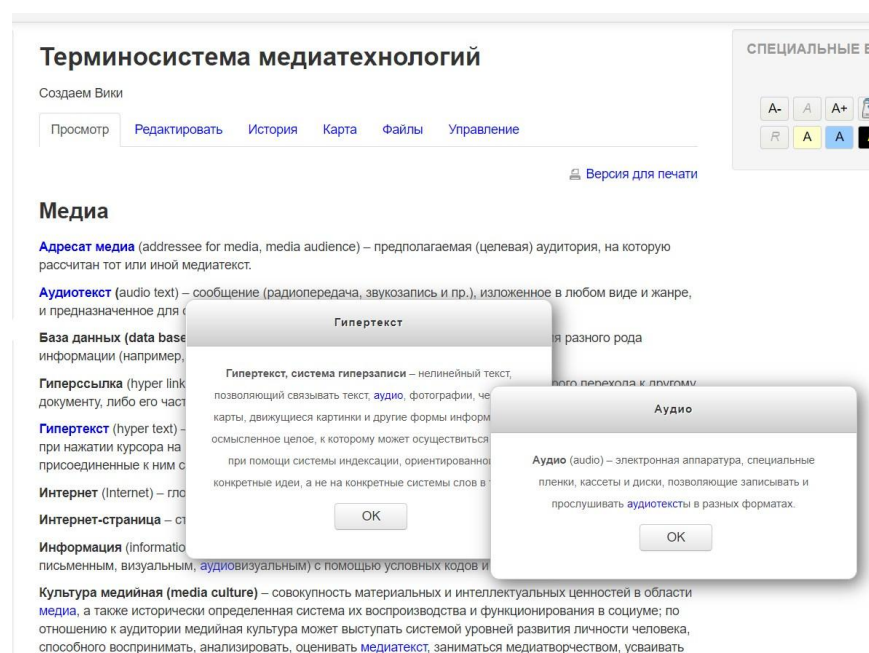 Терминосистема медиатехнологий
СПЕЦИАЛЬНЫЕ
Создаем Вики
A- A A+
R A A
Просмотр Редактировать История Карта Файлы Управление
Версия для печати
Медиа
Адресат медиа (addressee for media, media audience) – предполагаемая (целевая) аудитория, на которую
рассчитан тот или иной медиатекст.
Аудиотекст (audio text) – сообщение (радиопередача, звукозапись и пр.), изложенное в любом виде и жанре,
и предназначенное для
База данных (data base
разного рода
информации (например,
Гиперссылка (hyper link
перехода к другому
документу, либо его част
Гипертекст (hyper text) –
при нажатии курсора на
присоединенные к ним с
Интернет (Internet) – гло
Интернет-страница – ст
Информация (informatio
письменным, визуальным, аудиовизуальным) с помощью условных кодов и
Культура медийная (media culture) – совокупность материальных и интеллектуальных ценностей в области
медиа, а также исторически определенная система их воспроизводства и функционирования в социуме; по
отношению к аудитории медийная культура может выступать системой уровней развития личности человека,
способного воспринимать, анализировать, оценивать медиатекст, заниматься медиатворчеством, усваивать
Гипертекст
Гипертекст, система гиперзаписи – нелинейный текст,
позволяющий связывать текст, аудио, фотографии, че
карты, движущиеся картинки и другие формы информ
осмысленное целое, к которому может осуществиться
при помощи системы индексации, ориентированно
конкретные идеи, а не на конкретные системы слов в
OK
Аудио
Аудио (audio) – электронная аппаратура, специальные
пленки, кассеты и диски, позволяющие записывать и
прослушивать аудиотексты в разных форматах.
OK